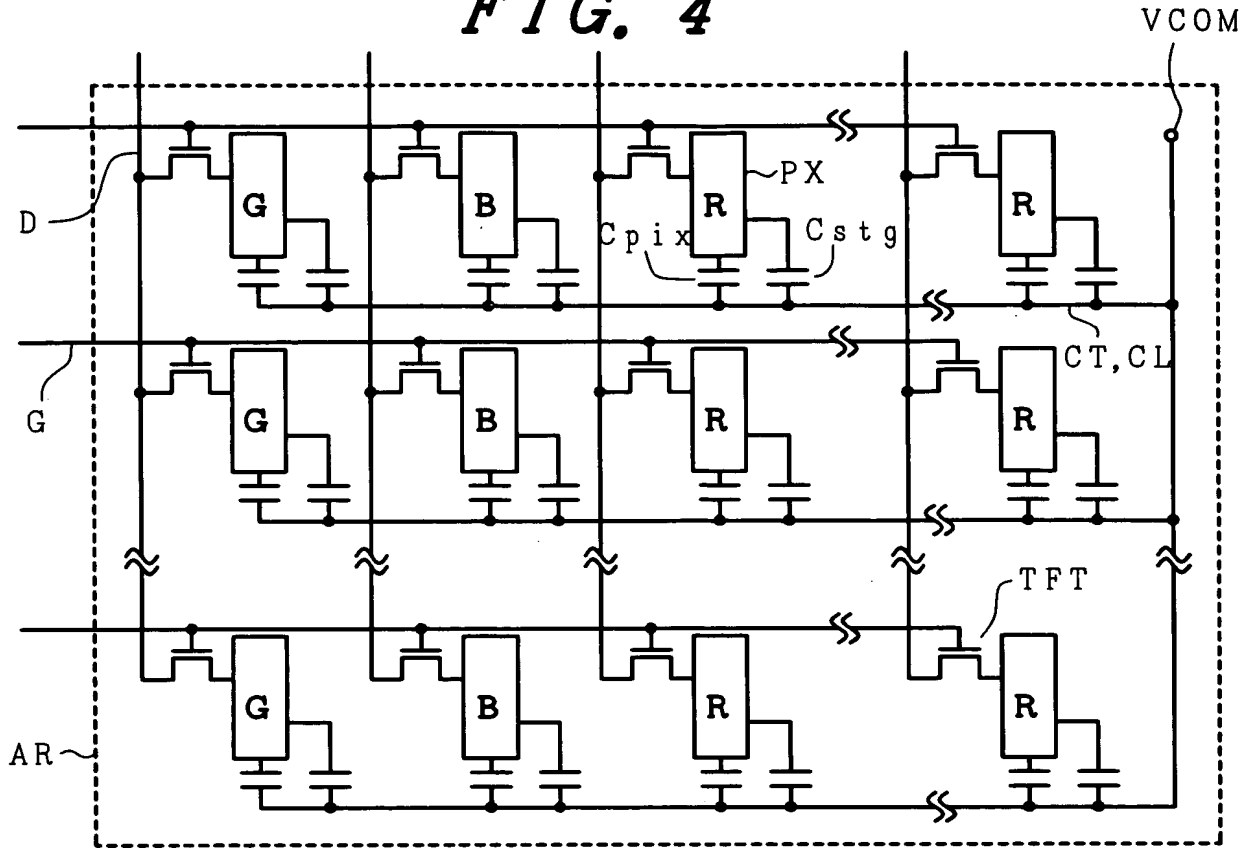 FIG. 4
VCOM
D
G B R R
PX
Cpix
Cstg
CT,CL
G
G B R R
TFT
G B R R
AR